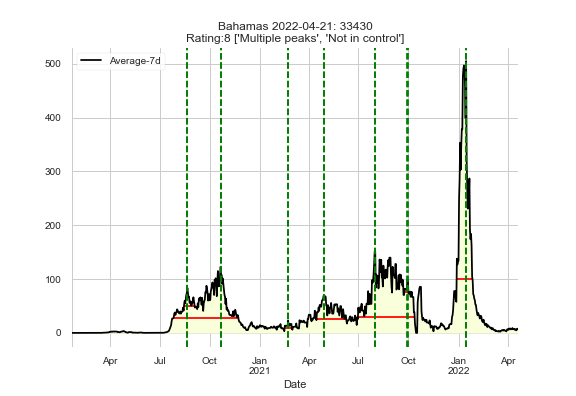 Bahamas 2022-04-21: 33430
Rating:8 ['Multiple peaks', 'Not in control']
Average-7d
500
400
300
200
100
0
Apr Jul Oct Jan Apr Jul Oct Jan Apr
2021 2022
Date